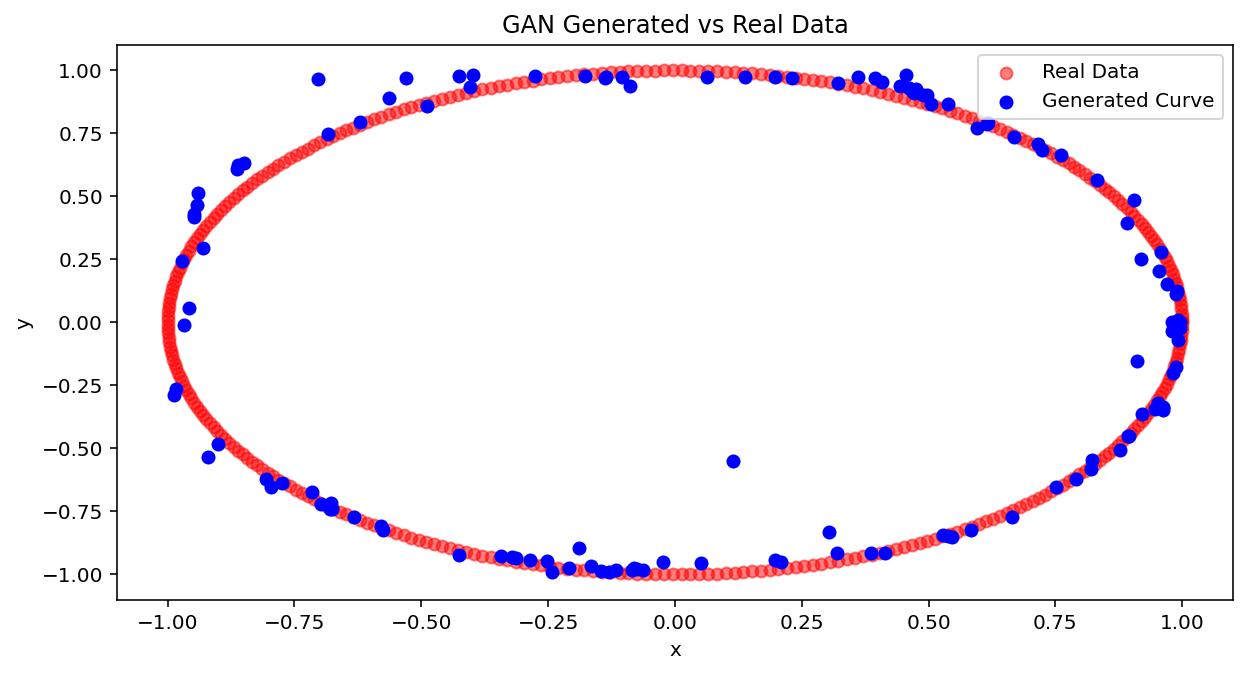 GAN Generated vs Real Data
Real Data
Generated Curve
1.00
0.75
0.50
0.25
0.00
−0.25
−0.50
−0.75
−1.00
y
−1.00 −0.75 −0.50 −0.25 0.00 0.25 0.50 0.75 1.00
x